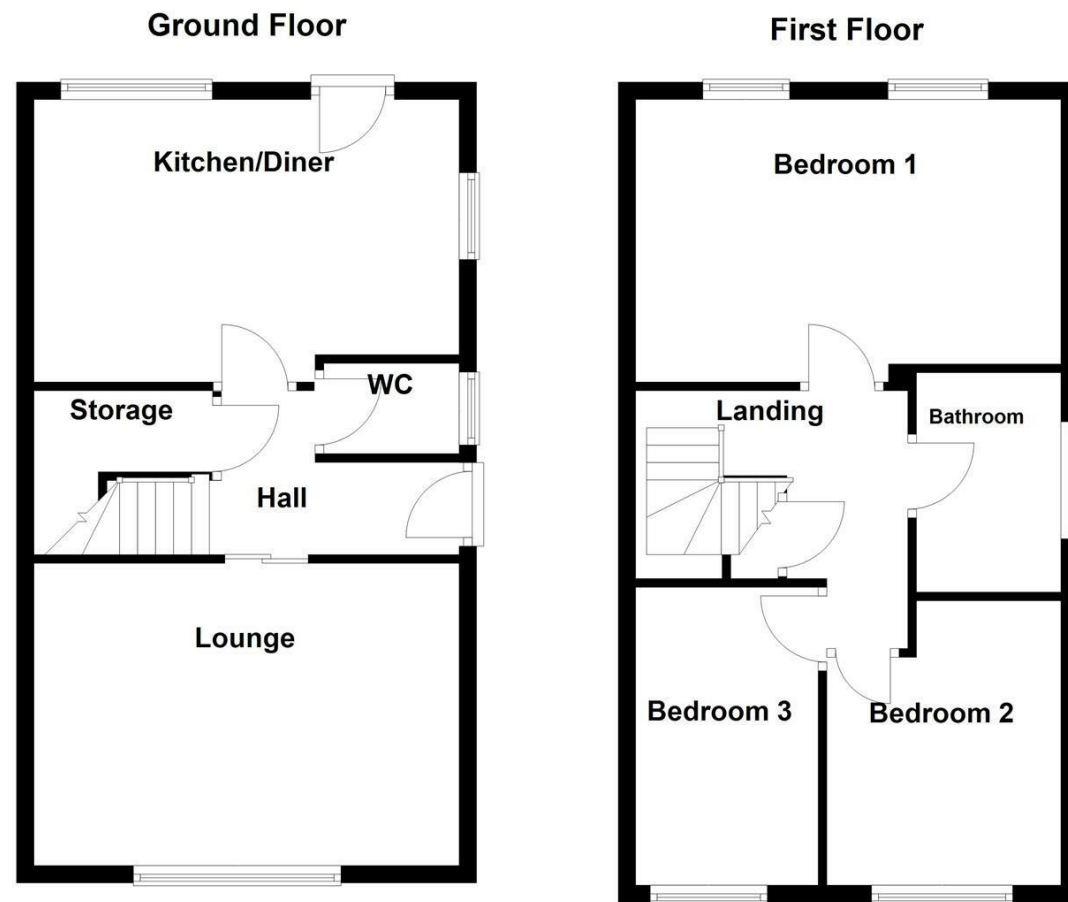 Ground Floor
Kitchen/Diner
WC
Storage
Hall
Lounge
First Floor
Bedroom 1
Landing
Bathroom
Bedroom 3
Bedroom 2